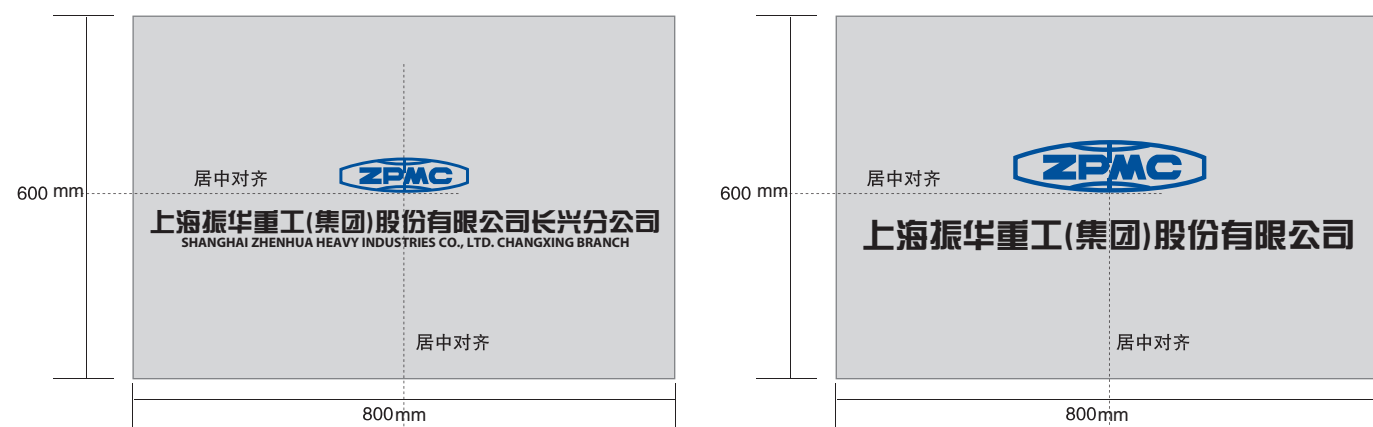 ZPMC
居中对齐
600 mm
上海振华重工(集团)股份有限公司长兴分公司
SHANGHAI ZHENHUA HEAVY INDUSTRIES CO., LTD. CHANGXING BRANCH
居中对齐
800mm
ZPMC
居中对齐
600 mm
上海振华重工(集团)股份有限公司
居中对齐
800mm